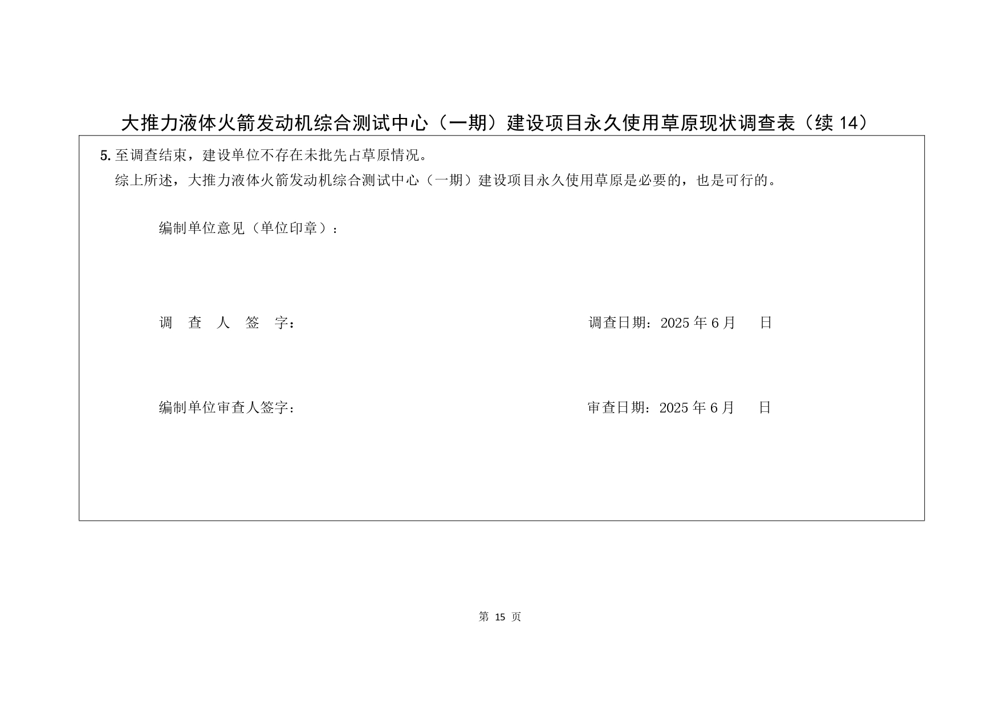 大推力液体火箭发动机综合测试中心（一期）建设项目永久使用草原现状调查表（续 14）
5. 至调查结束，建设单位不存在未批先占草原情况。
综上所述，大推力液体火箭发动机综合测试中心（一期）建设项目永久使用草原是必要的，也是可行的。
编制单位意见（单位印章）:
调 查 人 签 字: 调查日期: 2025 年 6 月 日
编制单位审查人签字: 审查日期: 2025 年 6 月 日
第 15 页